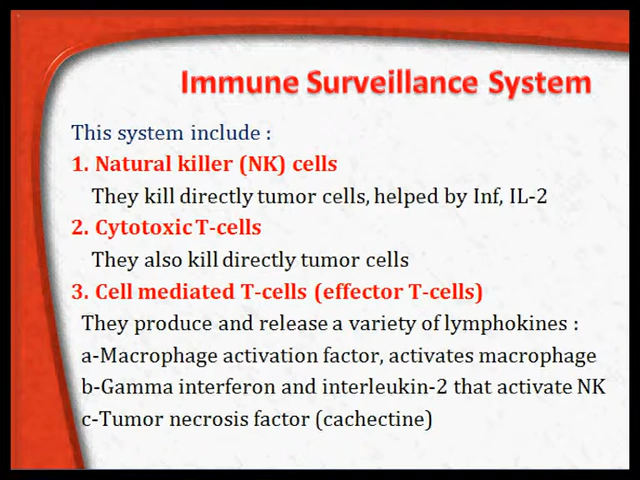 Immune Surveillance System
This system include :
1. Natural killer (NK) cells
They kill directly tumor cells, helped by Inf, IL-2
2. Cytotoxic T-cells
They also kill directly tumor cells
3. Cell mediated T-cells (effector T-cells)
They produce and release a variety of lymphokines :
a-Macrophage activation factor, activates macrophage
b-Gamma interferon and interleukin-2 that activate NK
c-Tumor necrosis factor (cachectine)